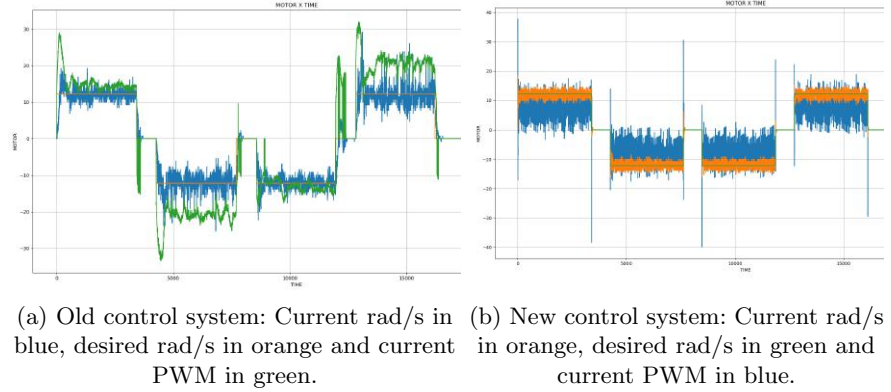 MOTOR X TIME
30
20
10
0
-10
-20
-30
MOTOR
0
5000
10000
15000
TIME
MOTOR X TIME
40
30
20
10
0
-10
-20
-30
-40
MOTOR
0
5000
10000
15000
TIME
(a) Old control system: Current rad/s in
blue, desired rad/s in orange and current
PWM in green.
(b) New control system: Current rad/s
in orange, desired rad/s in green and
current PWM in blue.